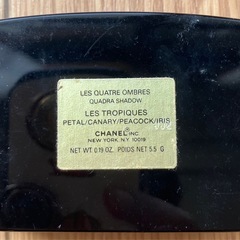 LES QUATRE OMBRES
QUADRA SHADOW
LES TROPIQUES
PETAL/CANARY/PEACOCK/IRIS
CHANEL INC.
NEW YORK, N.Y. 10019
NET WT. 0.19 OZ. POIDS NET 5.5 G